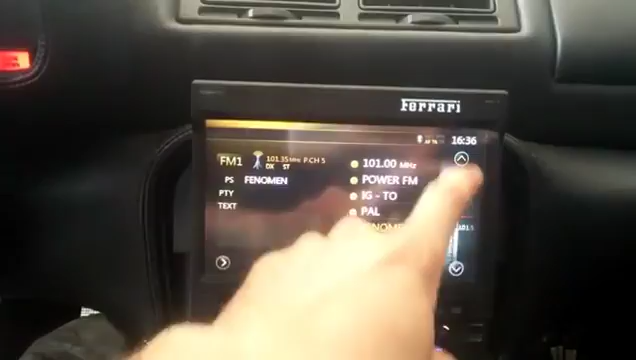 Ferrari
16:36
FM1 101.35 MHz P.CH 5
DX ST
PS FENOMEN
PTY
TEXT
101.00 MHz
POWER FM
IG - TO
PAL